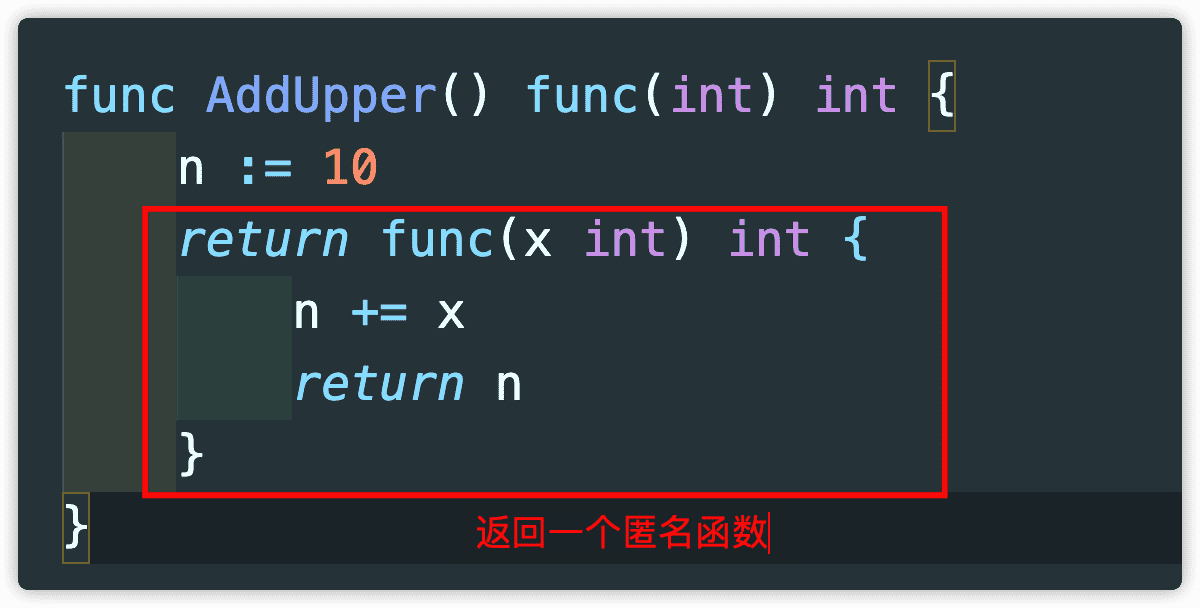 func AddUpper() func(int) int {
n := 10
return func(x int) int {
n += x
return n
}
}
返回一个匿名函数